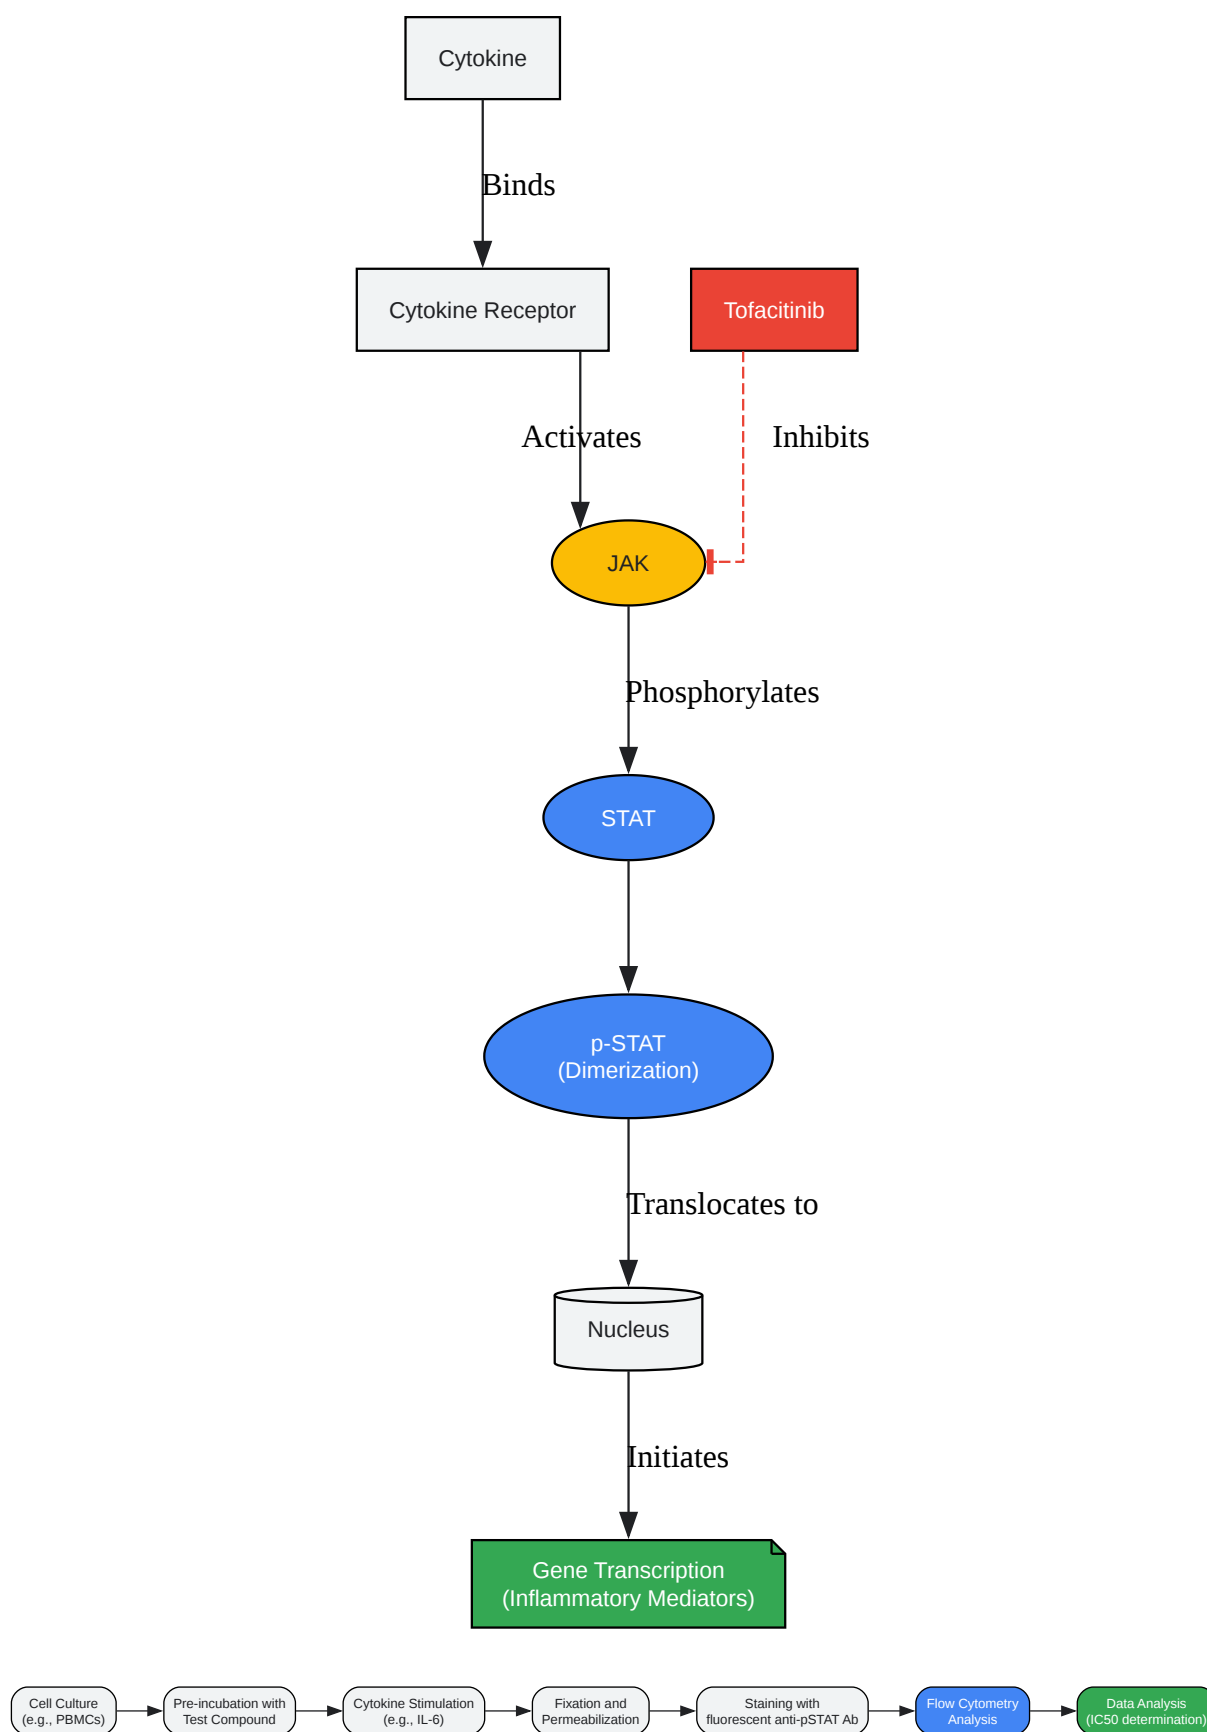 Cytokine
Binds
Cytokine Receptor
Tofacitinib
Activates
Inhibits
JAK
Phosphorylates
STAT
p-STAT
(Dimerization)
Translocates to
Nucleus
Initiates
Gene Transcription
(Inflammatory Mediators)
Cell Culture
(e.g., PBMCs)
Pre-incubation with
Test Compound
Cytokine Stimulation
(e.g., IL-6)
Fixation and
Permeabilization
Staining with
fluorescent anti-pSTAT Ab
Flow Cytometry
Analysis
Data Analysis
(IC50 determination)